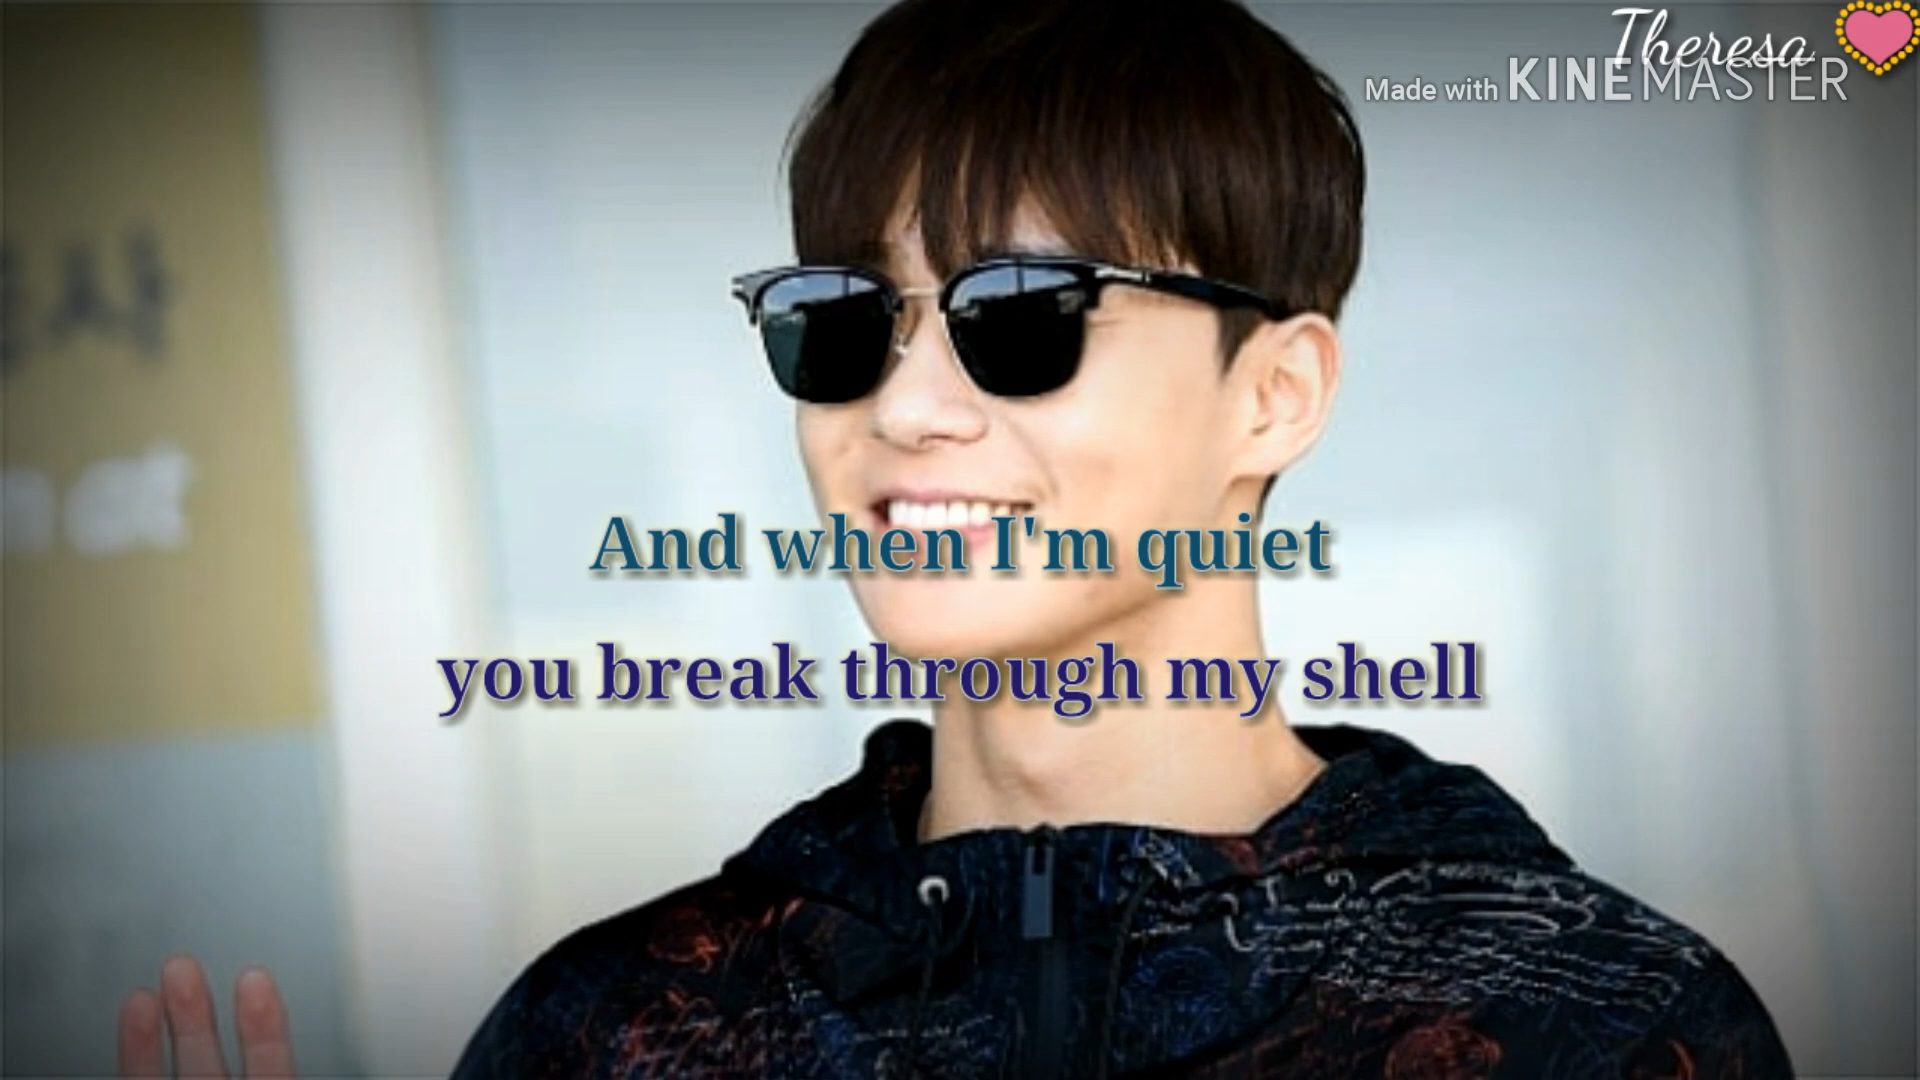 Theresa
Made with KINEMASTER
And when I'm quiet
you break through my shell